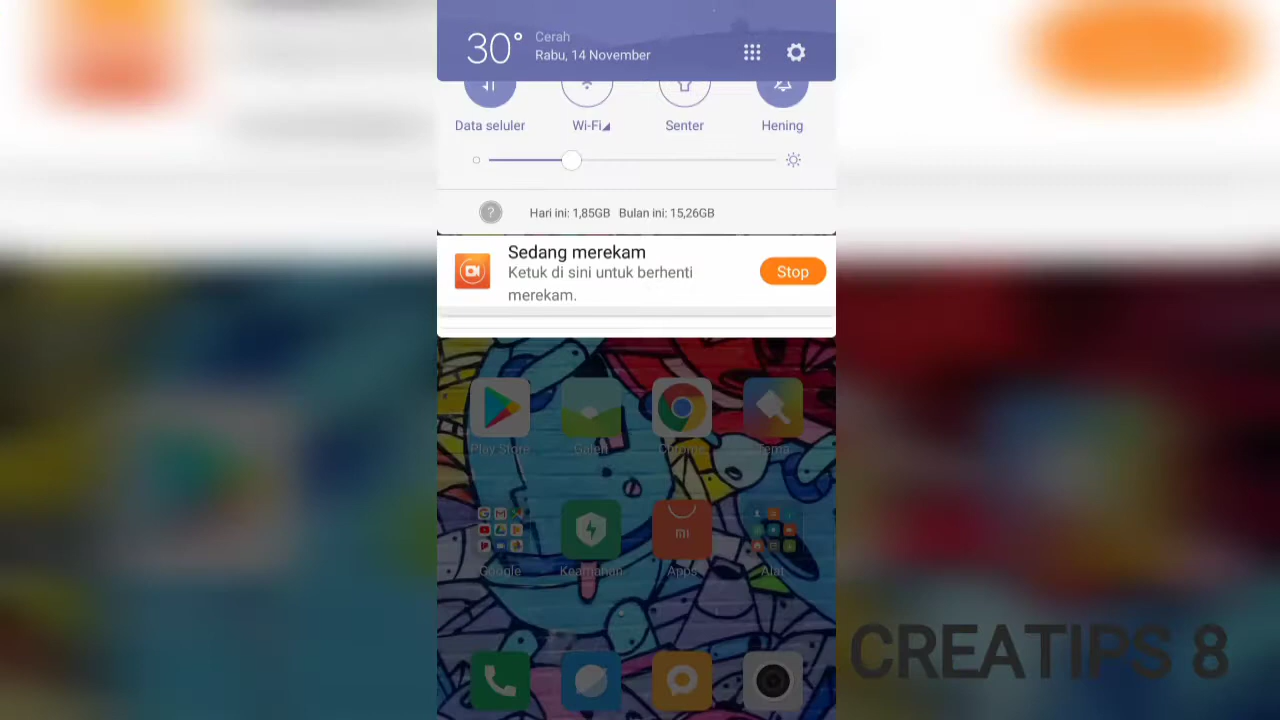 30° Cerah
Rabu, 14 November
Data seluler Wi-Fi Senter Hening
Hari ini: 1,85GB Bulan ini: 15,26GB
Sedang merekam
Ketuk di sini untuk berhenti
merekam.
Stop
Play Store Galeri Chrome Tema
mi
Google Keamanan Apps Alat
CREATIPS 8